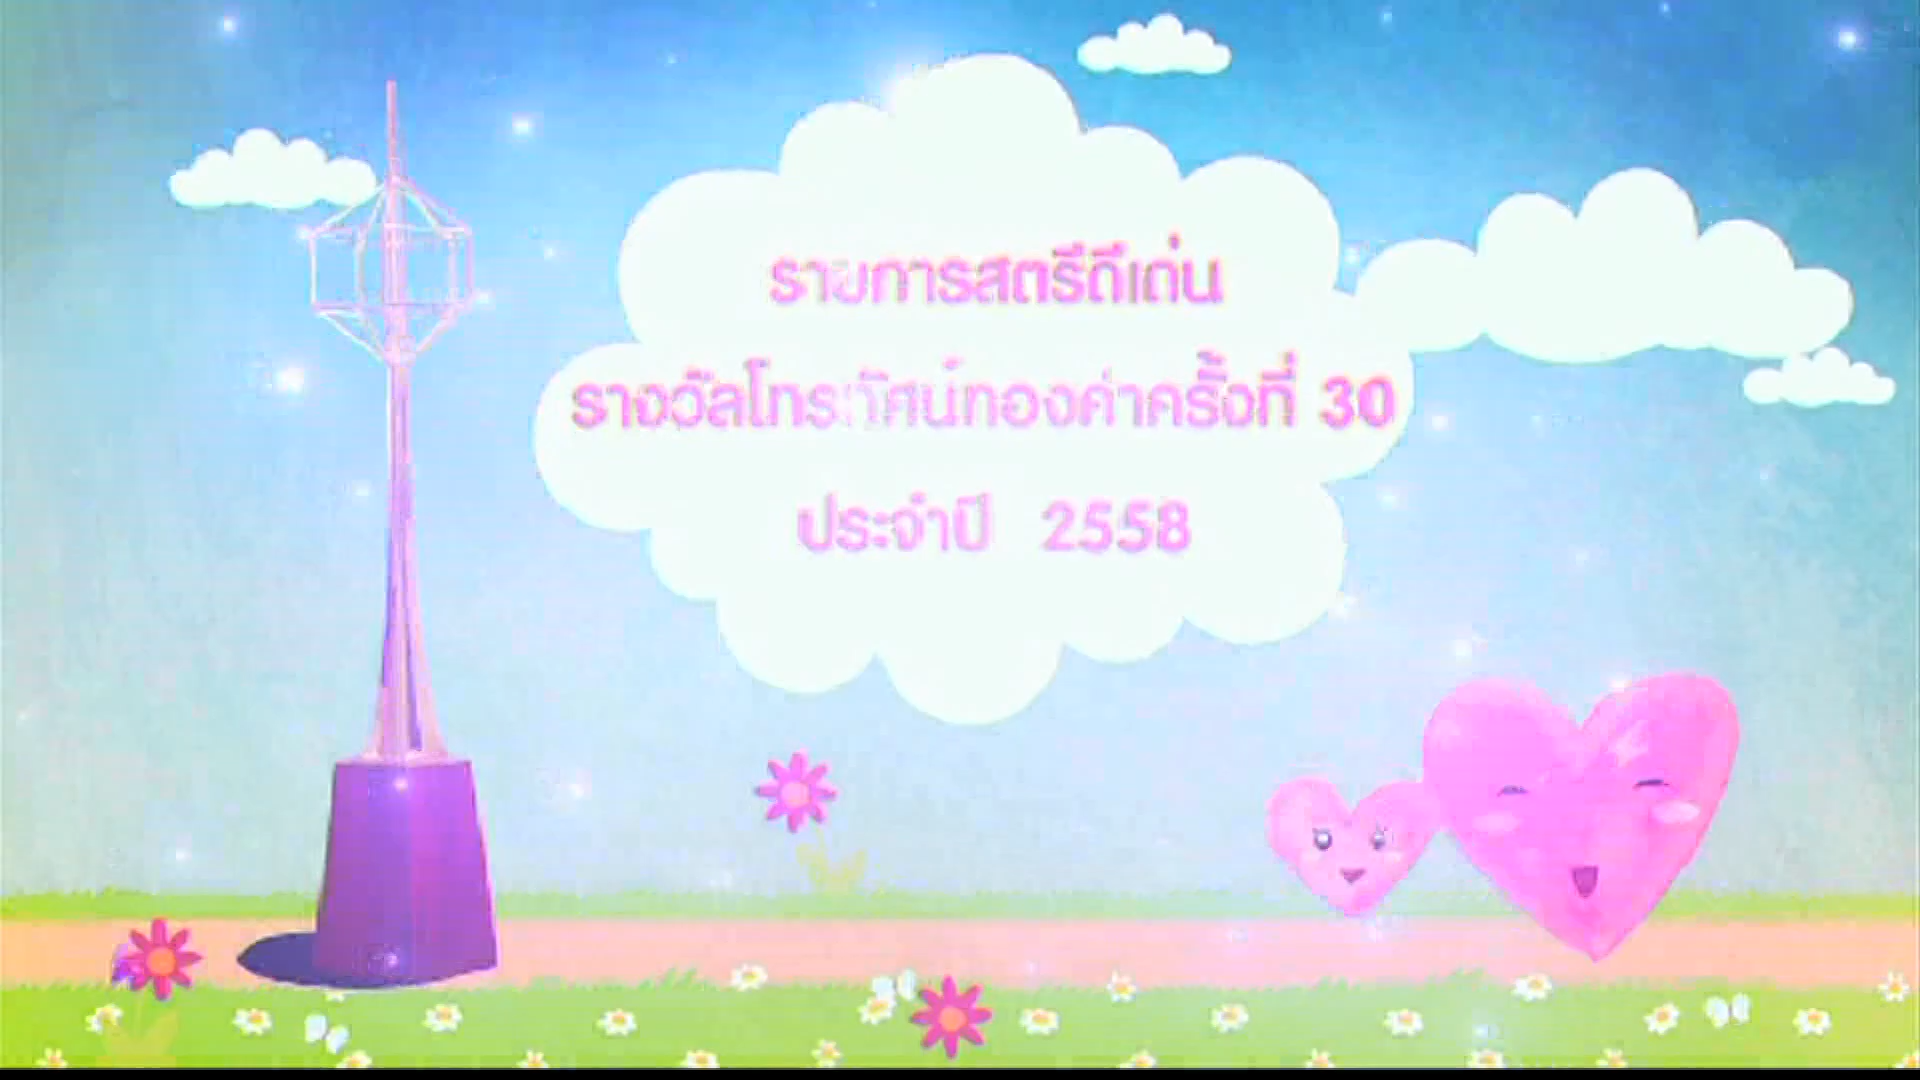 รายการสตรีดีเด่น
รางวัลโทรทัศน์ทองคำครั้งที่ 30
ประจำปี 2558